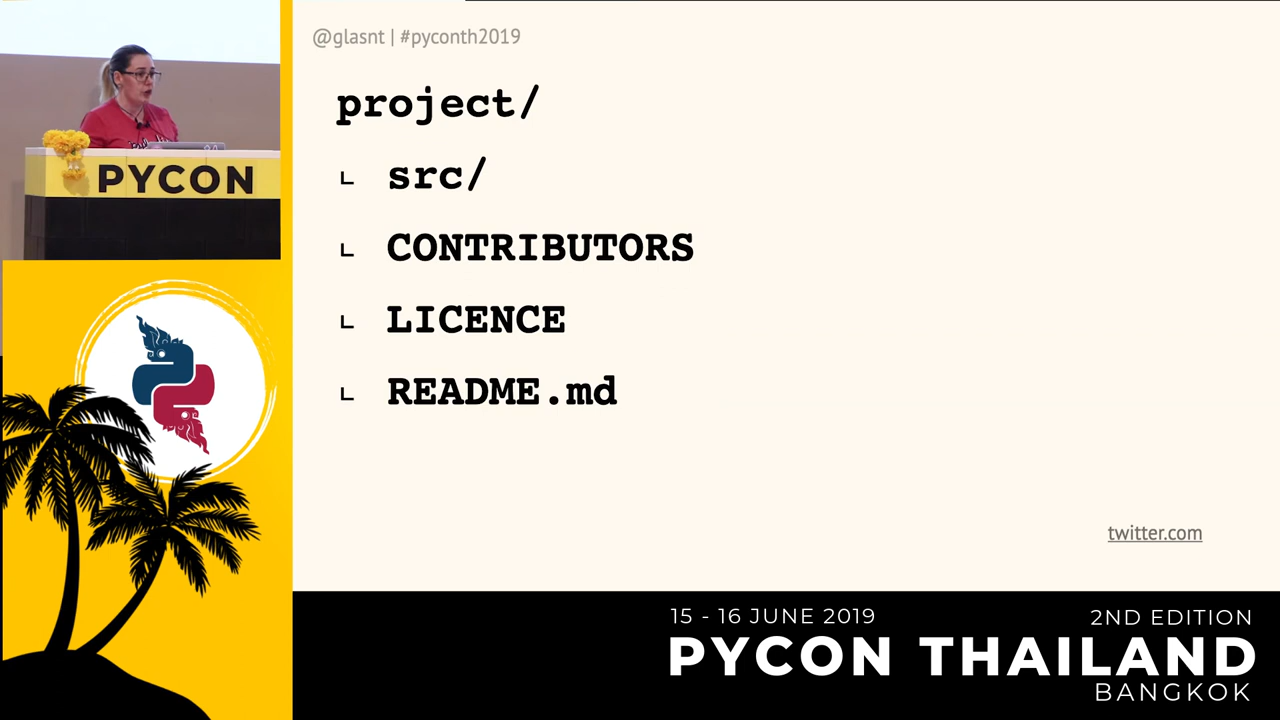 @glasnt | #pyconth2019
project/
∟ src/
∟ CONTRIBUTORS
∟ LICENCE
∟ README.md
twitter.com
PYCON
15 - 16 JUNE 2019
2ND EDITION
PYCON THAILAND
BANGKOK